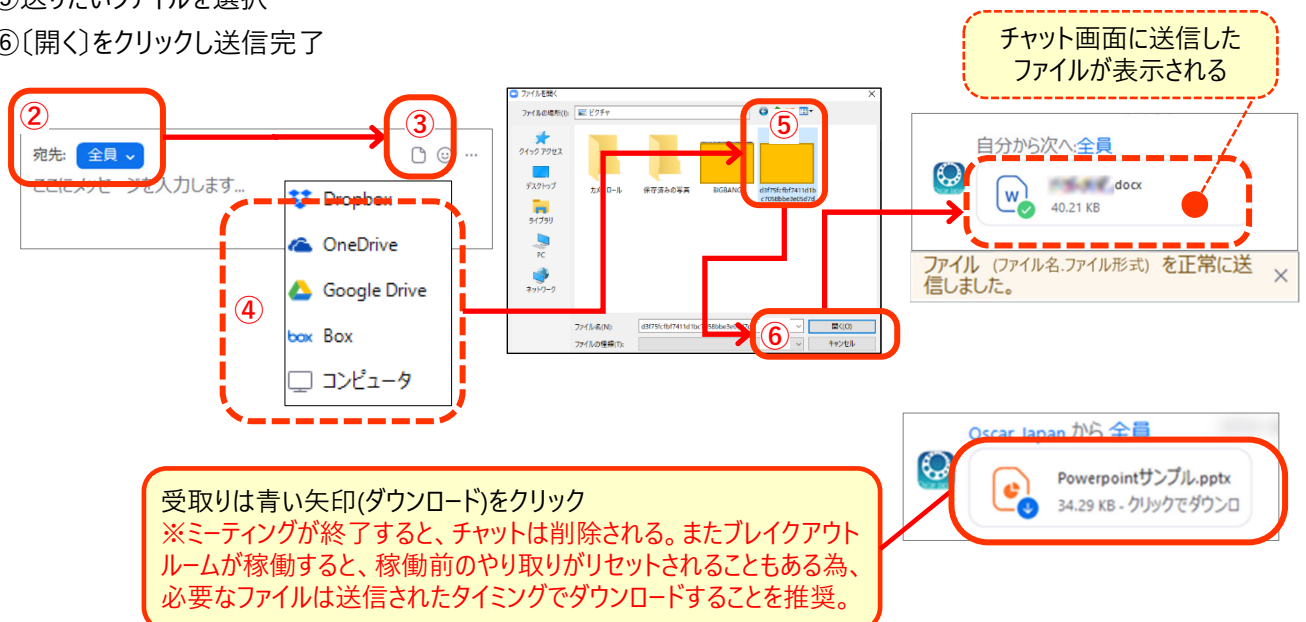 ⑤送りたいファイルを選択
⑥〔開く〕をクリックし送信完了
チャット画面に送信した
ファイルが表示される
②
宛先: 全員
③
ここにメッセージを入力します...
④
Dropbox
OneDrive
Google Drive
box Box
コンピュータ
ファイルを開く
ファイルの場所(I): ピクチャ
クイック アクセス
デスクトップ
ライブラリ
PC
ネットワーク
保存済みの写真
BIGBANG
⑤
d3f75fcfbf7411d1b
c7058bbe3e05d7d
ファイル名(N):
ファイルの種類(T):
⑥
開く(O)
キャンセル
自分から次へ:全員
W
.docx
40.21 KB
ファイル (ファイル名.ファイル形式) を正常に送
信しました。
Oscar Japan から 全員
Powerpointサンプル.pptx
34.29 KB - クリックでダウンロ
受取りは青い矢印(ダウンロード)をクリック
※ミーティングが終了すると、チャットは削除される。またブレイクアウト
ルームが稼働すると、稼働前のやり取りがリセットされることもある為、
必要なファイルは送信されたタイミングでダウンロードすることを推奨。